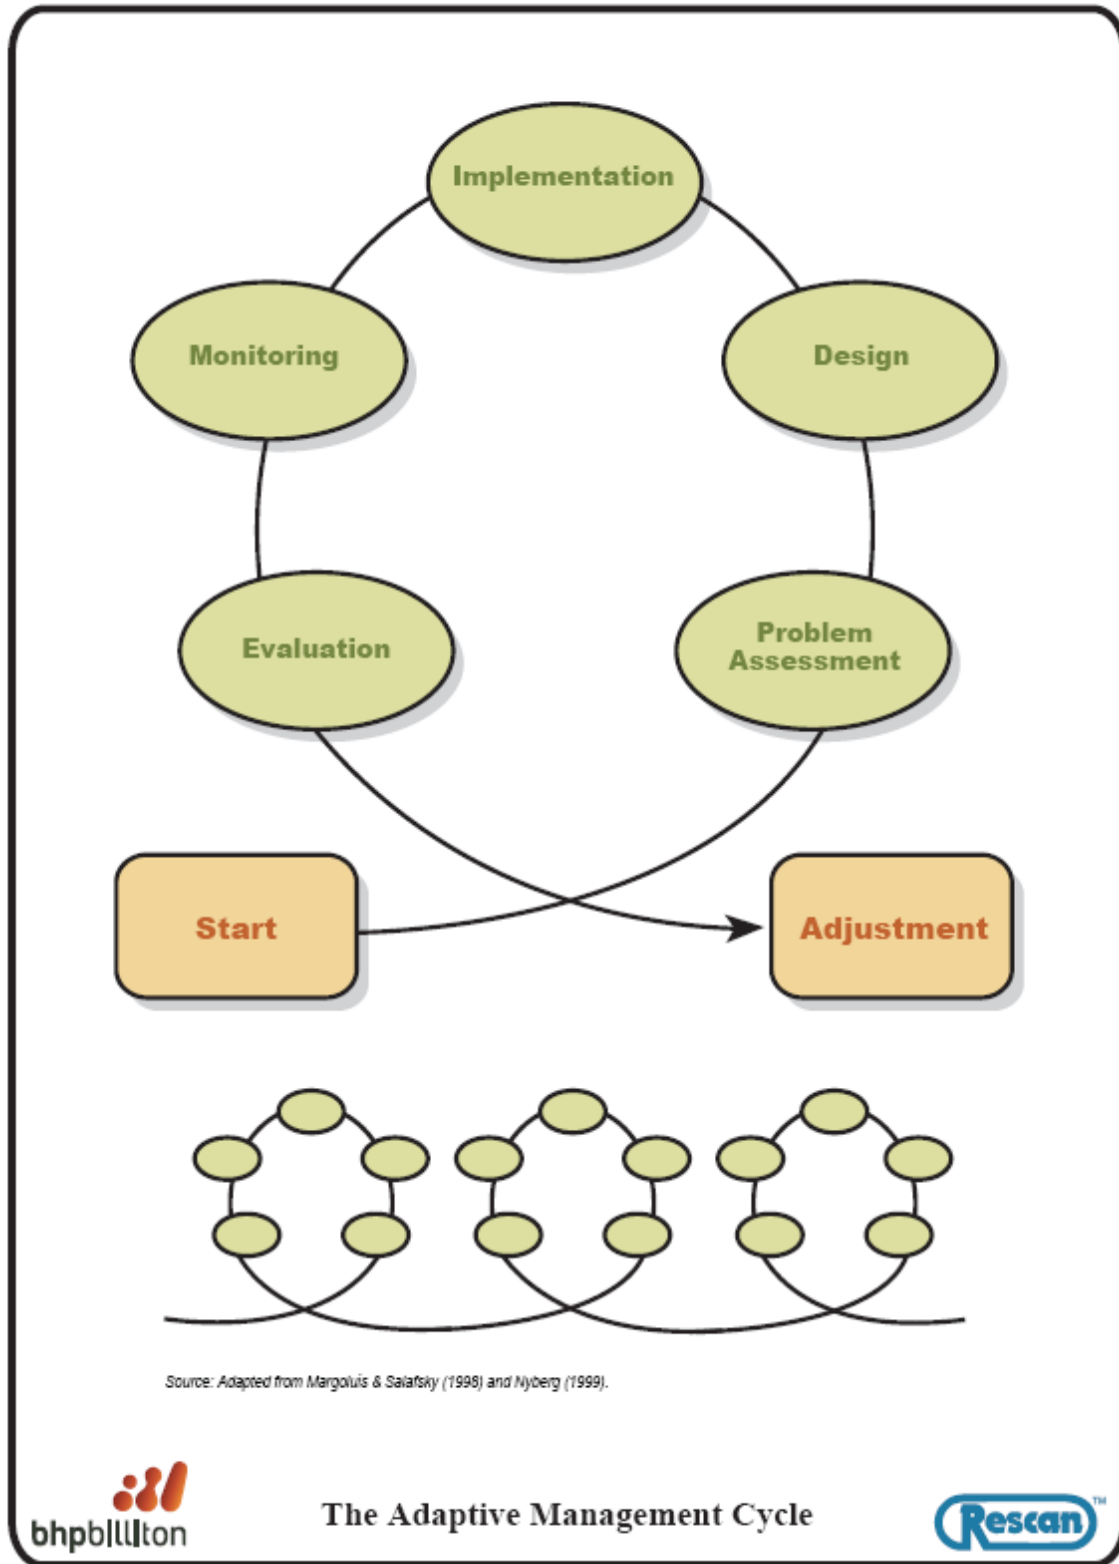 Implementation
Monitoring
Design
Evaluation
Problem
Assessment
Start
Adjustment
Source: Adapted from Margoluis & Salafsky (1998) and Nyberg (1999).
bhpbilliton
The Adaptive Management Cycle
Rescan™